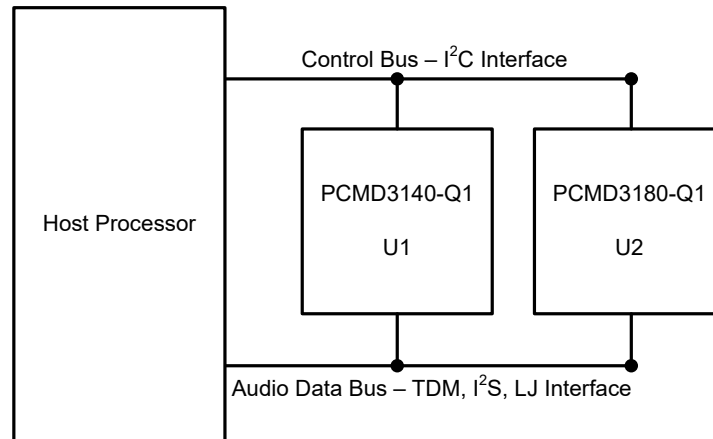 Control Bus – I²C Interface
PCMD3140-Q1
U1
PCMD3180-Q1
U2
Host Processor
Audio Data Bus – TDM, I²S, LJ Interface